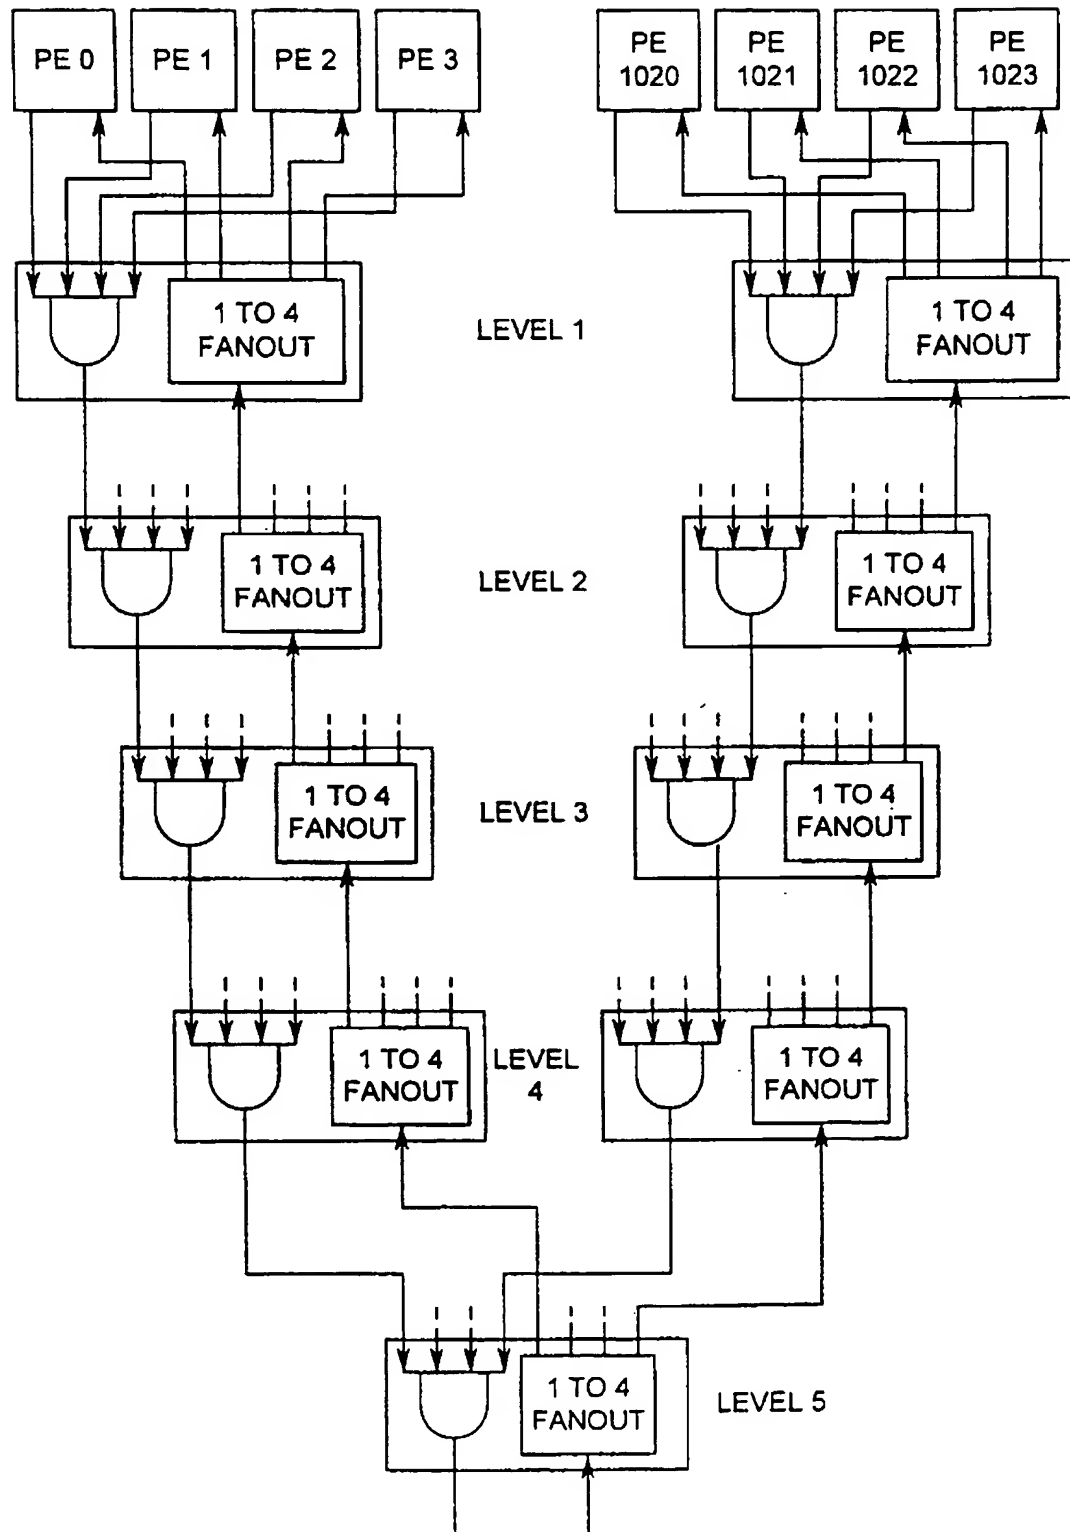 PE 0
PE 1
PE 2
PE 3
PE
1020
PE
1021
PE
1022
PE
1023
1 TO 4
FANOUT
LEVEL 1
1 TO 4
FANOUT
1 TO 4
FANOUT
LEVEL 2
1 TO 4
FANOUT
1 TO 4
FANOUT
LEVEL 3
1 TO 4
FANOUT
1 TO 4
FANOUT
LEVEL
4
1 TO 4
FANOUT
1 TO 4
FANOUT
LEVEL 5